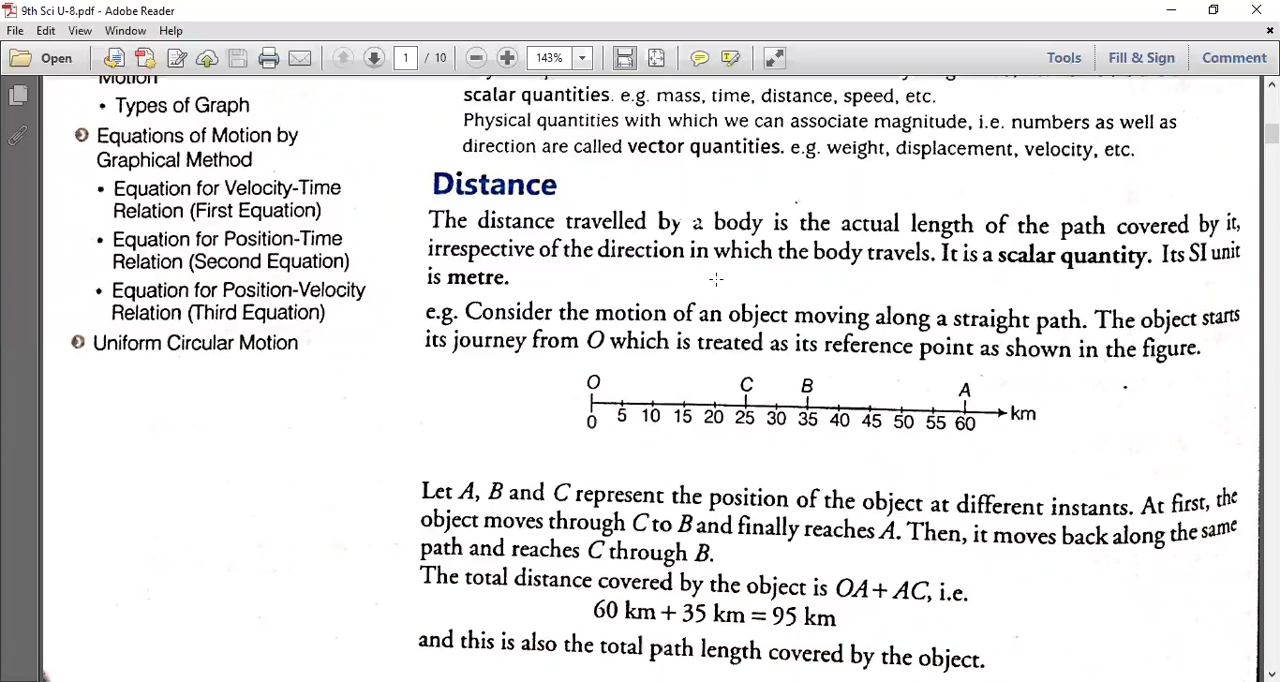 9th Sci U-8.pdf - Adobe Reader
File Edit View Window Help
Open 1 / 10 143% Tools Fill & Sign Comment
Motion
• Types of Graph
Equations of Motion by
Graphical Method
• Equation for Velocity-Time
Relation (First Equation)
• Equation for Position-Time
Relation (Second Equation)
• Equation for Position-Velocity
Relation (Third Equation)
Uniform Circular Motion
scalar quantities. e.g. mass, time, distance, speed, etc.
Physical quantities with which we can associate magnitude, i.e. numbers as well as
direction are called vector quantities. e.g. weight, displacement, velocity, etc.
Distance
The distance travelled by a body is the actual length of the path covered by it,
irrespective of the direction in which the body travels. It is a scalar quantity. Its SI unit
is metre.
e.g. Consider the motion of an object moving along a straight path. The object starts
its journey from O which is treated as its reference point as shown in the figure.
O C B A
0 5 10 15 20 25 30 35 40 45 50 55 60 km
Let A, B and C represent the position of the object at different instants. At first, the
object moves through C to B and finally reaches A. Then, it moves back along the same
path and reaches C through B.
The total distance covered by the object is OA + AC, i.e.
60 km + 35 km = 95 km
and this is also the total path length covered by the object.